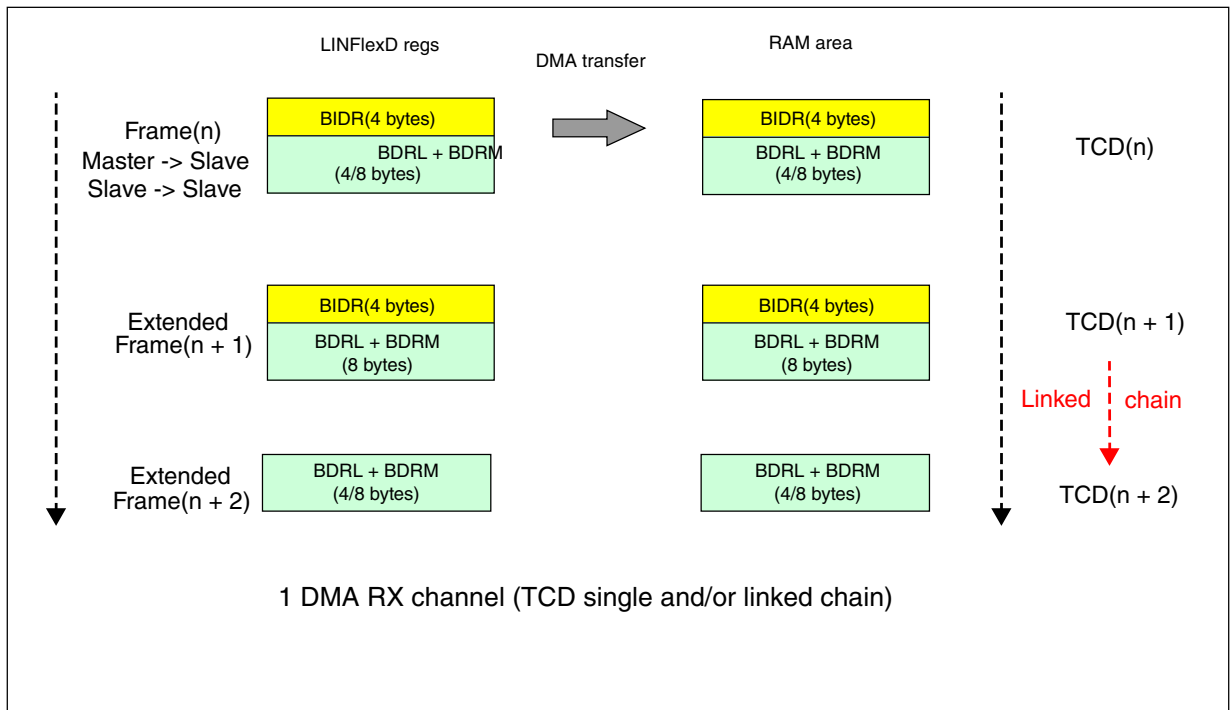 LINFlexD regs
DMA transfer
RAM area
Frame(n)
Master -> Slave
Slave -> Slave
BIDR(4 bytes)
BDRL + BDRM
(4/8 bytes)
BIDR(4 bytes)
BDRL + BDRM
(4/8 bytes)
TCD(n)
Extended
Frame(n + 1)
BIDR(4 bytes)
BDRL + BDRM
(8 bytes)
BIDR(4 bytes)
BDRL + BDRM
(8 bytes)
TCD(n + 1)
Linked chain
Extended
Frame(n + 2)
BDRL + BDRM
(4/8 bytes)
BDRL + BDRM
(4/8 bytes)
TCD(n + 2)
1 DMA RX channel (TCD single and/or linked chain)